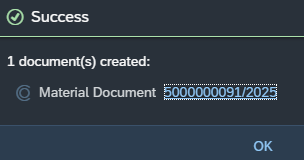 Success
1 document(s) created:
Material Document 5000000091/2025
OK